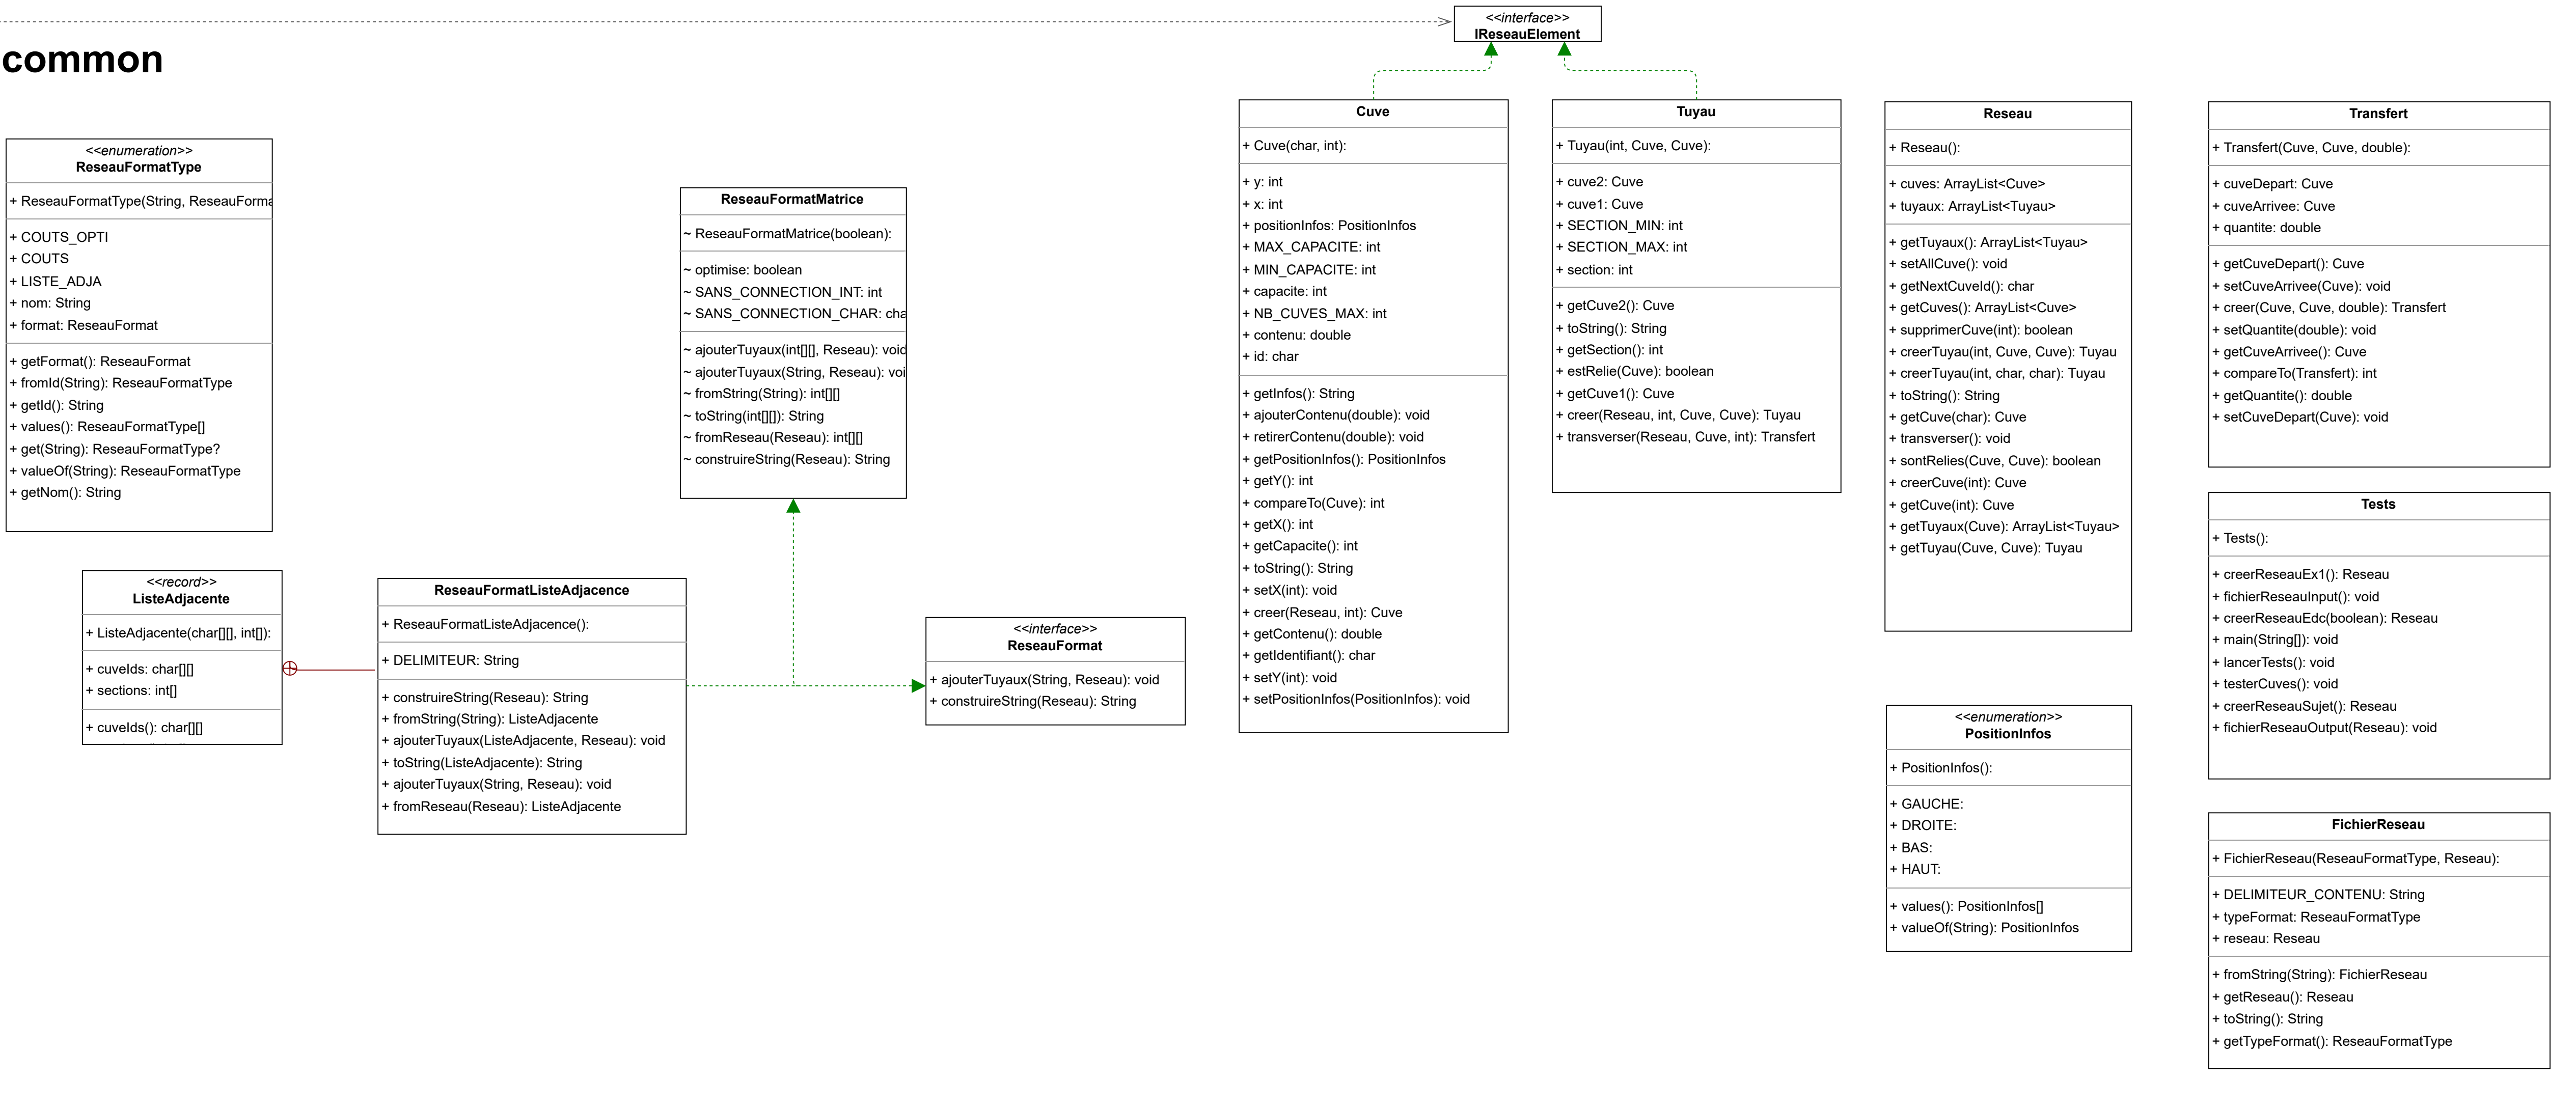 common
<<interface>>
IReseauElement
<<enumeration>>
ReseauFormatType
+ ReseauFormatType(String, ReseauForma
+ COUTS_OPTI
+ COUTS
+ LISTE_ADJA
+ nom: String
+ format: ReseauFormat
+ getFormat(): ReseauFormat
+ fromId(String): ReseauFormatType
+ getId(): String
+ values(): ReseauFormatType[]
+ get(String): ReseauFormatType?
+ valueOf(String): ReseauFormatType
+ getNom(): String
<<record>>
ListeAdjacente
+ ListeAdjacente(char[][], int[]):
+ cuveIds: char[][]
+ sections: int[]
+ cuveIds(): char[][]
ReseauFormatListeAdjacence
+ ReseauFormatListeAdjacence():
+ DELIMITEUR: String
+ construireString(Reseau): String
+ fromString(String): ListeAdjacente
+ ajouterTuyaux(ListeAdjacente, Reseau): void
+ toString(ListeAdjacente): String
+ ajouterTuyaux(String, Reseau): void
+ fromReseau(Reseau): ListeAdjacente
ReseauFormatMatrice
~ ReseauFormatMatrice(boolean):
~ optimise: boolean
~ SANS_CONNECTION_INT: int
~ SANS_CONNECTION_CHAR: cha
~ ajouterTuyaux(int[][], Reseau): void
~ ajouterTuyaux(String, Reseau): voi
~ fromString(String): int[][]
~ toString(int[][]): String
~ fromReseau(Reseau): int[][]
~ construireString(Reseau): String
<<interface>>
ReseauFormat
+ ajouterTuyaux(String, Reseau): void
+ construireString(Reseau): String
Cuve
+ Cuve(char, int):
+ y: int
+ x: int
+ positionInfos: PositionInfos
+ MAX_CAPACITE: int
+ MIN_CAPACITE: int
+ capacite: int
+ NB_CUVES_MAX: int
+ contenu: double
+ id: char
+ getInfos(): String
+ ajouterContenu(double): void
+ retirerContenu(double): void
+ getPositionInfos(): PositionInfos
+ getY(): int
+ compareTo(Cuve): int
+ getX(): int
+ getCapacite(): int
+ toString(): String
+ setX(int): void
+ creer(Reseau, int): Cuve
+ getContenu(): double
+ getIdentifiant(): char
+ setY(int): void
+ setPositionInfos(PositionInfos): void
Tuyau
+ Tuyau(int, Cuve, Cuve):
+ cuve2: Cuve
+ cuve1: Cuve
+ SECTION_MIN: int
+ SECTION_MAX: int
+ section: int
+ getCuve2(): Cuve
+ toString(): String
+ getSection(): int
+ estRelie(Cuve): boolean
+ getCuve1(): Cuve
+ creer(Reseau, int, Cuve, Cuve): Tuyau
+ transverser(Reseau, Cuve, int): Transfert
Reseau
+ Reseau():
+ cuves: ArrayList<Cuve>
+ tuyaux: ArrayList<Tuyau>
+ getTuyaux(): ArrayList<Tuyau>
+ setAllCuve(): void
+ getNextCuveId(): char
+ getCuves(): ArrayList<Cuve>
+ supprimerCuve(int): boolean
+ creerTuyau(int, Cuve, Cuve): Tuyau
+ creerTuyau(int, char, char): Tuyau
+ toString(): String
+ getCuve(char): Cuve
+ transverser(): void
+ sontRelies(Cuve, Cuve): boolean
+ creerCuve(int): Cuve
+ getCuve(int): Cuve
+ getTuyaux(Cuve): ArrayList<Tuyau>
+ getTuyau(Cuve, Cuve): Tuyau
<<enumeration>>
PositionInfos
+ PositionInfos():
+ GAUCHE:
+ DROITE:
+ BAS:
+ HAUT:
+ values(): PositionInfos[]
+ valueOf(String): PositionInfos
Transfert
+ Transfert(Cuve, Cuve, double):
+ cuveDepart: Cuve
+ cuveArrivee: Cuve
+ quantite: double
+ getCuveDepart(): Cuve
+ setCuveArrivee(Cuve): void
+ creer(Cuve, Cuve, double): Transfert
+ setQuantite(double): void
+ getCuveArrivee(): Cuve
+ compareTo(Transfert): int
+ getQuantite(): double
+ setCuveDepart(Cuve): void
Tests
+ Tests():
+ creerReseauEx1(): Reseau
+ fichierReseauInput(): void
+ creerReseauEdc(boolean): Reseau
+ main(String[]): void
+ lancerTests(): void
+ testerCuves(): void
+ creerReseauSujet(): Reseau
+ fichierReseauOutput(Reseau): void
FichierReseau
+ FichierReseau(ReseauFormatType, Reseau):
+ DELIMITEUR_CONTENU: String
+ typeFormat: ReseauFormatType
+ reseau: Reseau
+ fromString(String): FichierReseau
+ getReseau(): Reseau
+ toString(): String
+ getTypeFormat(): ReseauFormatType